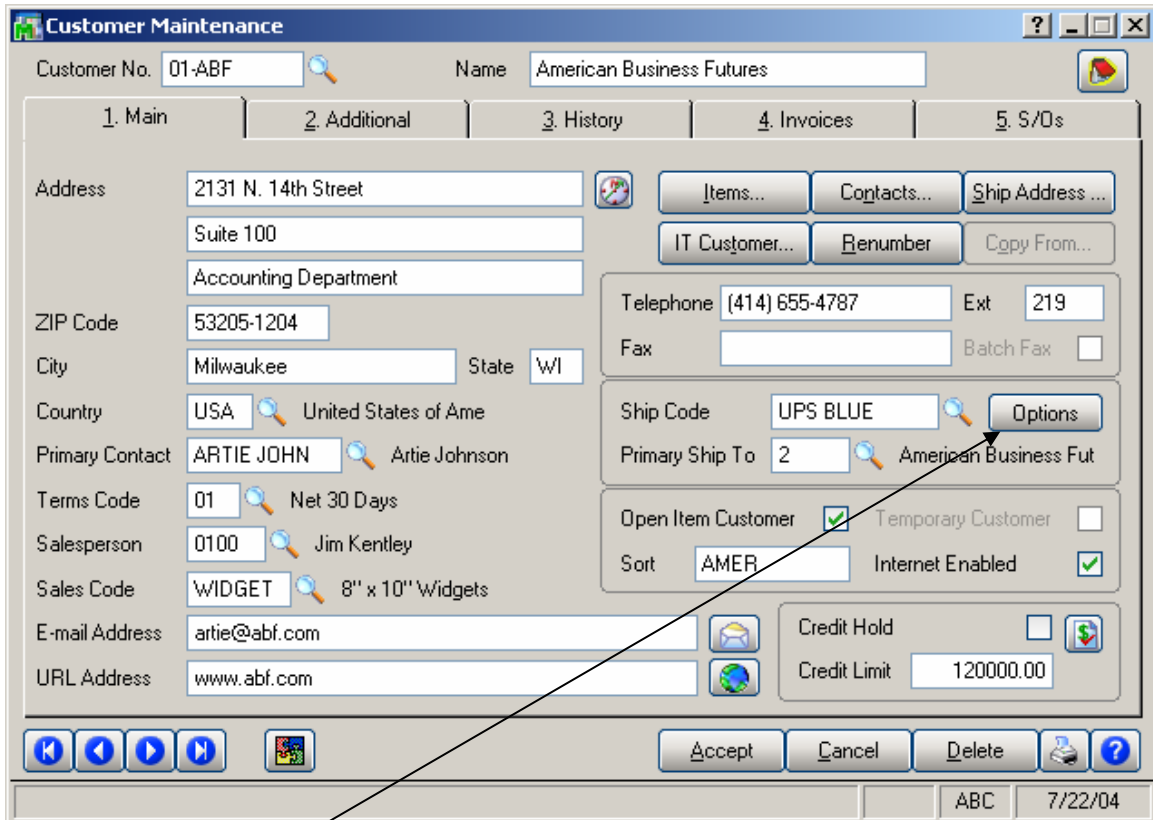 Customer Maintenance
Customer No. 01-ABF Name American Business Futures
1. Main 2. Additional 3. History 4. Invoices 5. S/Os
Address 2131 N. 14th Street Items... Contacts... Ship Address ...
Suite 100 IT Customer... Renumber Copy From...
Accounting Department
Telephone (414) 655-4787 Ext 219
ZIP Code 53205-1204
Fax Batch Fax
City Milwaukee State WI
Country USA United States of Ame Ship Code UPS BLUE Options
Primary Contact ARTIE JOHN Artie Johnson Primary Ship To 2 American Business Fut
Terms Code 01 Net 30 Days
Open Item Customer Temporary Customer
Salesperson 0100 Jim Kentley
Sort AMER Internet Enabled
Sales Code WIDGET 8" x 10" Widgets
E-mail Address artie@abf.com Credit Hold
URL Address www.abf.com Credit Limit 120000.00
Accept Cancel Delete
ABC 7/22/04